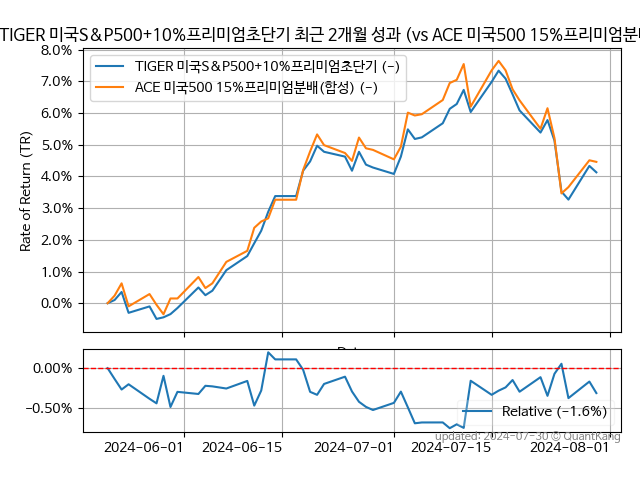 TIGER 미국S&P500+10%프리미엄초단기 최근 2개월 성과 (vs ACE 미국500 15%프리미엄분배
8.0%
7.0%
6.0%
5.0%
4.0%
3.0%
2.0%
1.0%
0.0%
Rate of Return (TR)
TIGER 미국S&P500+10%프리미엄초단기 (-)
ACE 미국500 15%프리미엄분배(합성) (-)
0.00%
−0.50%
Relative (-1.6%)
2024-06-01 2024-06-15 2024-07-01 2024-07-15 2024-08-01
updated: 2024-07-30 © QuantKang